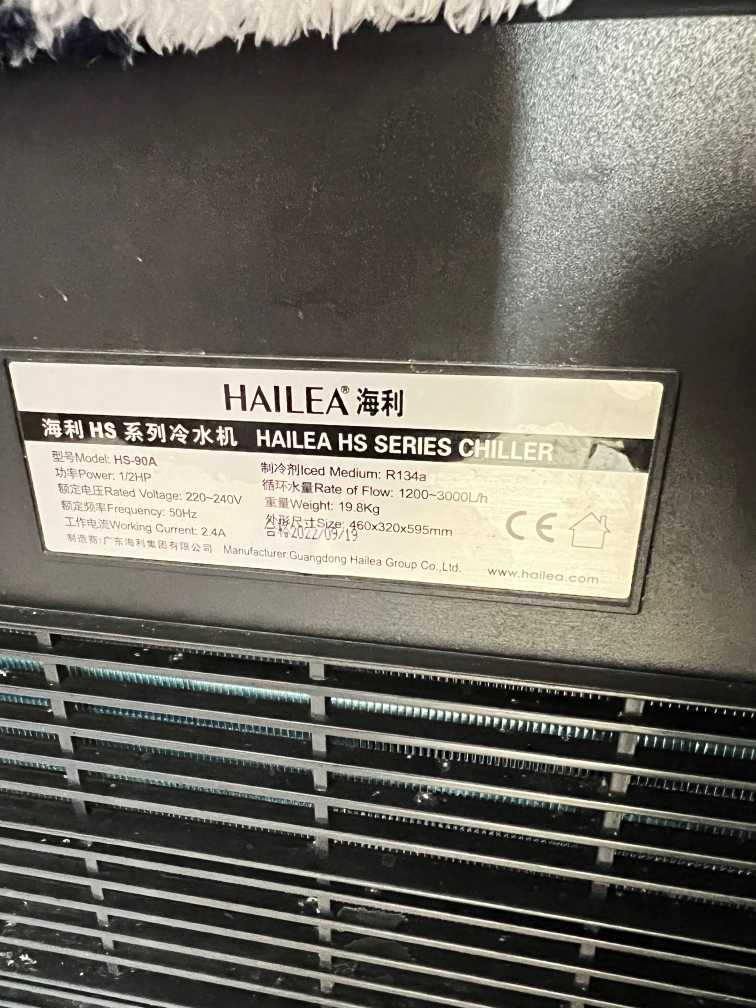 HAILEA® 海利
海利 HS 系列冷水机 HAILEA HS SERIES CHILLER
型号Model: HS-90A
功率Power: 1/2HP
额定电压Rated Voltage: 220~240V
额定频率Frequency: 50Hz
工作电流Working Current: 2.4A
制冷剂Iced Medium: R134a
循环水量Rate of Flow: 1200~3000L/h
重量Weight: 19.8Kg
外形尺寸Size: 460x320x595mm
合格2022/09/19
CE
制造商:广东海利集团有限公司 Manufacturer:Guangdong Hailea Group Co.,Ltd.
www.hailea.com